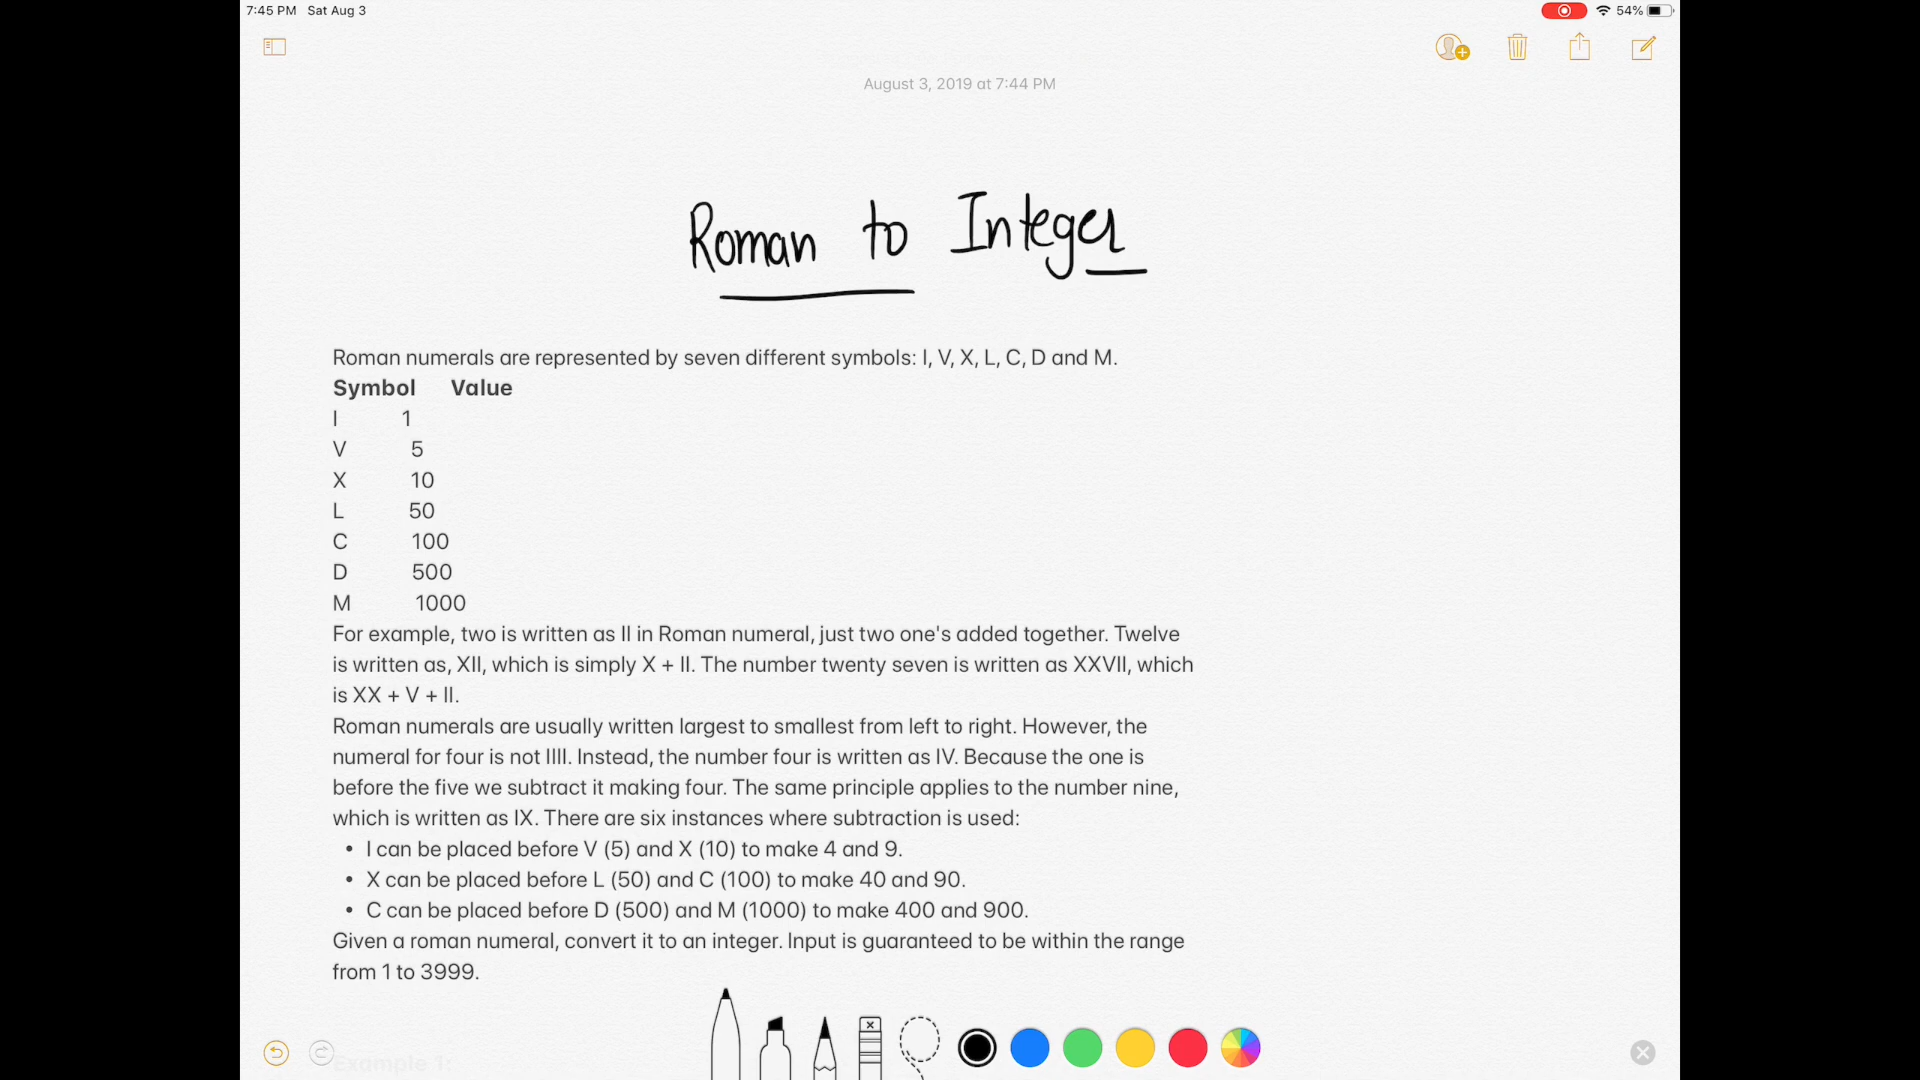 7:45 PM Sat Aug 3
54%
August 3, 2019 at 7:44 PM
Roman to Integer
Roman numerals are represented by seven different symbols: I, V, X, L, C, D and M.
Symbol Value
I 1
V 5
X 10
L 50
C 100
D 500
M 1000
For example, two is written as II in Roman numeral, just two one's added together. Twelve
is written as, XII, which is simply X + II. The number twenty seven is written as XXVII, which
is XX + V + II.
Roman numerals are usually written largest to smallest from left to right. However, the
numeral for four is not IIII. Instead, the number four is written as IV. Because the one is
before the five we subtract it making four. The same principle applies to the number nine,
which is written as IX. There are six instances where subtraction is used:
• I can be placed before V (5) and X (10) to make 4 and 9.
• X can be placed before L (50) and C (100) to make 40 and 90.
• C can be placed before D (500) and M (1000) to make 400 and 900.
Given a roman numeral, convert it to an integer. Input is guaranteed to be within the range
from 1 to 3999.
Example 1: